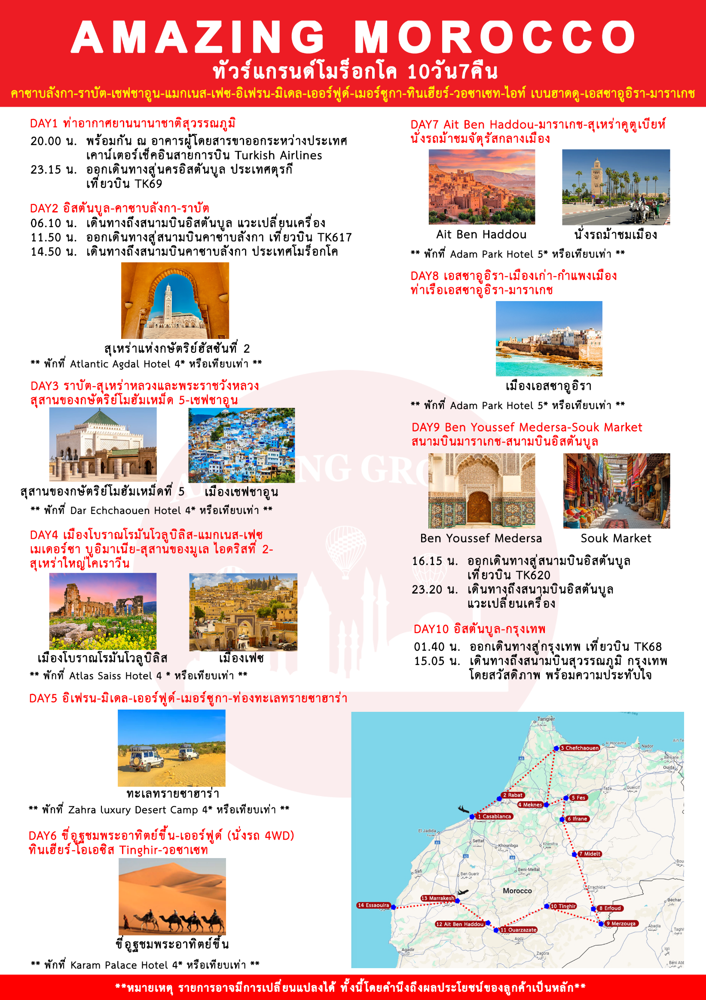 AMAZING MOROCCO
ทัวร์แกรนด์โมร็อกโค 10วัน7คืน
คาซาบลังกา-ราบัต-เชฟชาอูน-แมกเนส-เฟซ-อิเฟรน-มิเดล-เออร์ฟูด์-เมอร์ซูกา-ทินเฮียร์-วอซาเซท-ไอท์ เบนฮาดดู-เอสซาอูอิรา-มาราเกช
DAY1 ท่าอากาศยานนานาชาติสุวรรณภูมิ
20.00 น. พร้อมกัน ณ อาคารผู้โดยสารขาออกระหว่างประเทศ
เคาน์เตอร์เช็คอินสายการบิน Turkish Airlines
23.15 น. ออกเดินทางสู่นครอิสตันบูล ประเทศตุรกี
เที่ยวบิน TK69
DAY2 อิสตันบูล-คาซาบลังกา-ราบัต
06.10 น. เดินทางถึงสนามบินอิสตันบูล แวะเปลี่ยนเครื่อง
11.50 น. ออกเดินทางสู่สนามบินคาซาบลังกา เที่ยวบิน TK617
14.50 น. เดินทางถึงสนามบินคาซาบลังกา ประเทศโมร็อกโค
สุเหร่าแห่งกษัตริย์ฮัสซันที่ 2
** พักที่ Atlantic Agdal Hotel 4* หรือเทียบเท่า **
DAY3 ราบัต-สุเหร่าหลวงและพระราชวังหลวง
สุสานของกษัตริย์โมฮัมเหม็ด 5-เชฟชาอูน
สุสานของกษัตริย์โมฮัมเหม็ดที่ 5
เมืองเชฟชาอูน
** พักที่ Dar Echchaouen Hotel 4* หรือเทียบเท่า **
DAY4 เมืองโบราณโรมันโวลูบิลิส-แมกเนส-เฟซ
เมเดอร์ซา บูอิมาเนีย-สุสานของมูเล ไอดริสที่ 2-
สุเหร่าใหญ่ไคเราวีน
เมืองโบราณโรมันโวลูบิลิส
เมืองเฟซ
** พักที่ Atlas Saiss Hotel 4 * หรือเทียบเท่า **
DAY5 อิเฟรน-มิเดล-เออร์ฟูด์-เมอร์ซูกา-ท่องทะเลทรายซาฮาร่า
ทะเลทรายซาฮาร่า
** พักที่ Zahra luxury Desert Camp 4* หรือเทียบเท่า **
DAY6 ขี่อูฐชมพระอาทิตย์ขึ้น-เออร์ฟูด์ (นั่งรถ 4WD)
ทินเฮียร์-โอเอซิส Tinghir-วอซาเซท
ขี่อูฐชมพระอาทิตย์ขึ้น
** พักที่ Karam Palace Hotel 4* หรือเทียบเท่า **
DAY7 Ait Ben Haddou-มาราเกช-สุเหร่าคูตูเบียห์
นั่งรถม้าชมจัตุรัสกลางเมือง
Ait Ben Haddou
นั่งรถม้าชมเมือง
** พักที่ Adam Park Hotel 5* หรือเทียบเท่า **
DAY8 เอสซาอูอิรา-เมืองเก่า-กำแพงเมือง
ท่าเรือเอสซาอูอิรา-มาราเกช
เมืองเอสซาอูอิรา
** พักที่ Adam Park Hotel 5* หรือเทียบเท่า **
DAY9 Ben Youssef Medersa-Souk Market
สนามบินมาราเกช-สนามบินอิสตันบูล
Ben Youssef Medersa
Souk Market
16.15 น. ออกเดินทางสู่สนามบินอิสตันบูล
เที่ยวบิน TK620
23.20 น. เดินทางถึงสนามบินอิสตันบูล
แวะเปลี่ยนเครื่อง
DAY10 อิสตันบูล-กรุงเทพ
01.40 น. ออกเดินทางสู่กรุงเทพ เที่ยวบิน TK68
15.05 น. เดินทางถึงสนามบินสุวรรณภูมิ กรุงเทพ
โดยสวัสดิภาพ พร้อมความประทับใจ
Tangier
طنجة
3 Chefchaouen
Al Hoceima
Nador
الناظور
Berkane
Oujda
وجدة
A5
2 Rabat
الرباط
4 Meknes
5 Fes
Taza
تازة
Guercif
جرسيف
1 Casablanca
الدار البيضاء
6 Ifrane
El Jadida
الجديدة
A1
Settat
سطات
Khouribga
خريبكة
Khenifra
خنيفرة
A3
A4
7 Midelt
Safi
آسفي
Ben Guerir
بن جرير
Beni-Mellal
بني ملال
Morocco
Errachidia
الرشيدية
Béchar
بشار
13 Marrakesh
مراكش
14 Essaouira
10 Tinghir
8 Erfoud
12 Ait Ben Haddou
11 Ouarzazate
9 Merzouga
Abadla
العبادلة
Agdz
أكدز
Agadir
أكادير
Zagora
زاكورة
Igli
إقلي
**หมายเหตุ รายการอาจมีการเปลี่ยนแปลงได้ ทั้งนี้โดยคำนึงถึงผลประโยชน์ของลูกค้าเป็นหลัก**